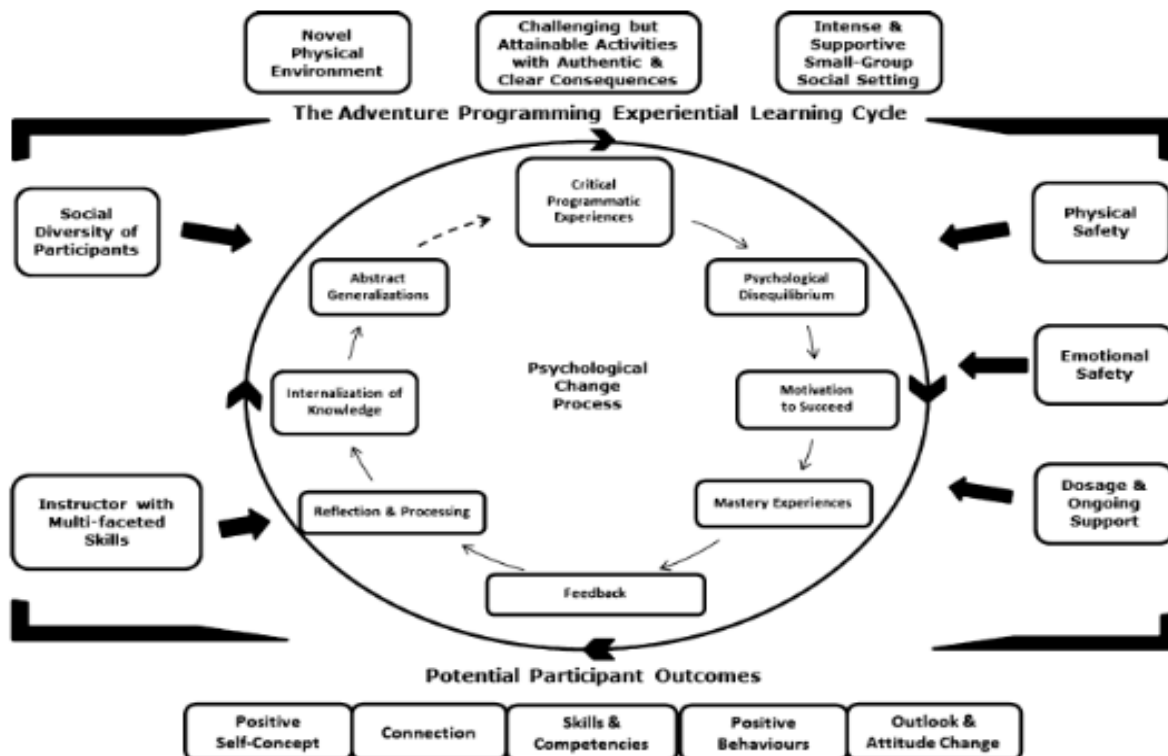 Novel
Physical
Environment
Challenging but
Attainable Activities
with Authentic &
Clear Consequences
Intense &
Supportive
Small-Group
Social Setting
The Adventure Programming Experiential Learning Cycle
Social
Diversity of
Participants
Instructor with
Multi-faceted
Skills
Critical
Programmatic
Experiences
Psychological
Disequilibrium
Motivation
to Succeed
Mastery Experiences
Feedback
Reflection & Processing
Internalization of
Knowledge
Abstract
Generalizations
Psychological
Change
Process
Physical
Safety
Emotional
Safety
Dosage &
Ongoing
Support
Potential Participant Outcomes
Positive
Self-Concept
Connection
Skills &
Competencies
Positive
Behaviours
Outlook &
Attitude Change